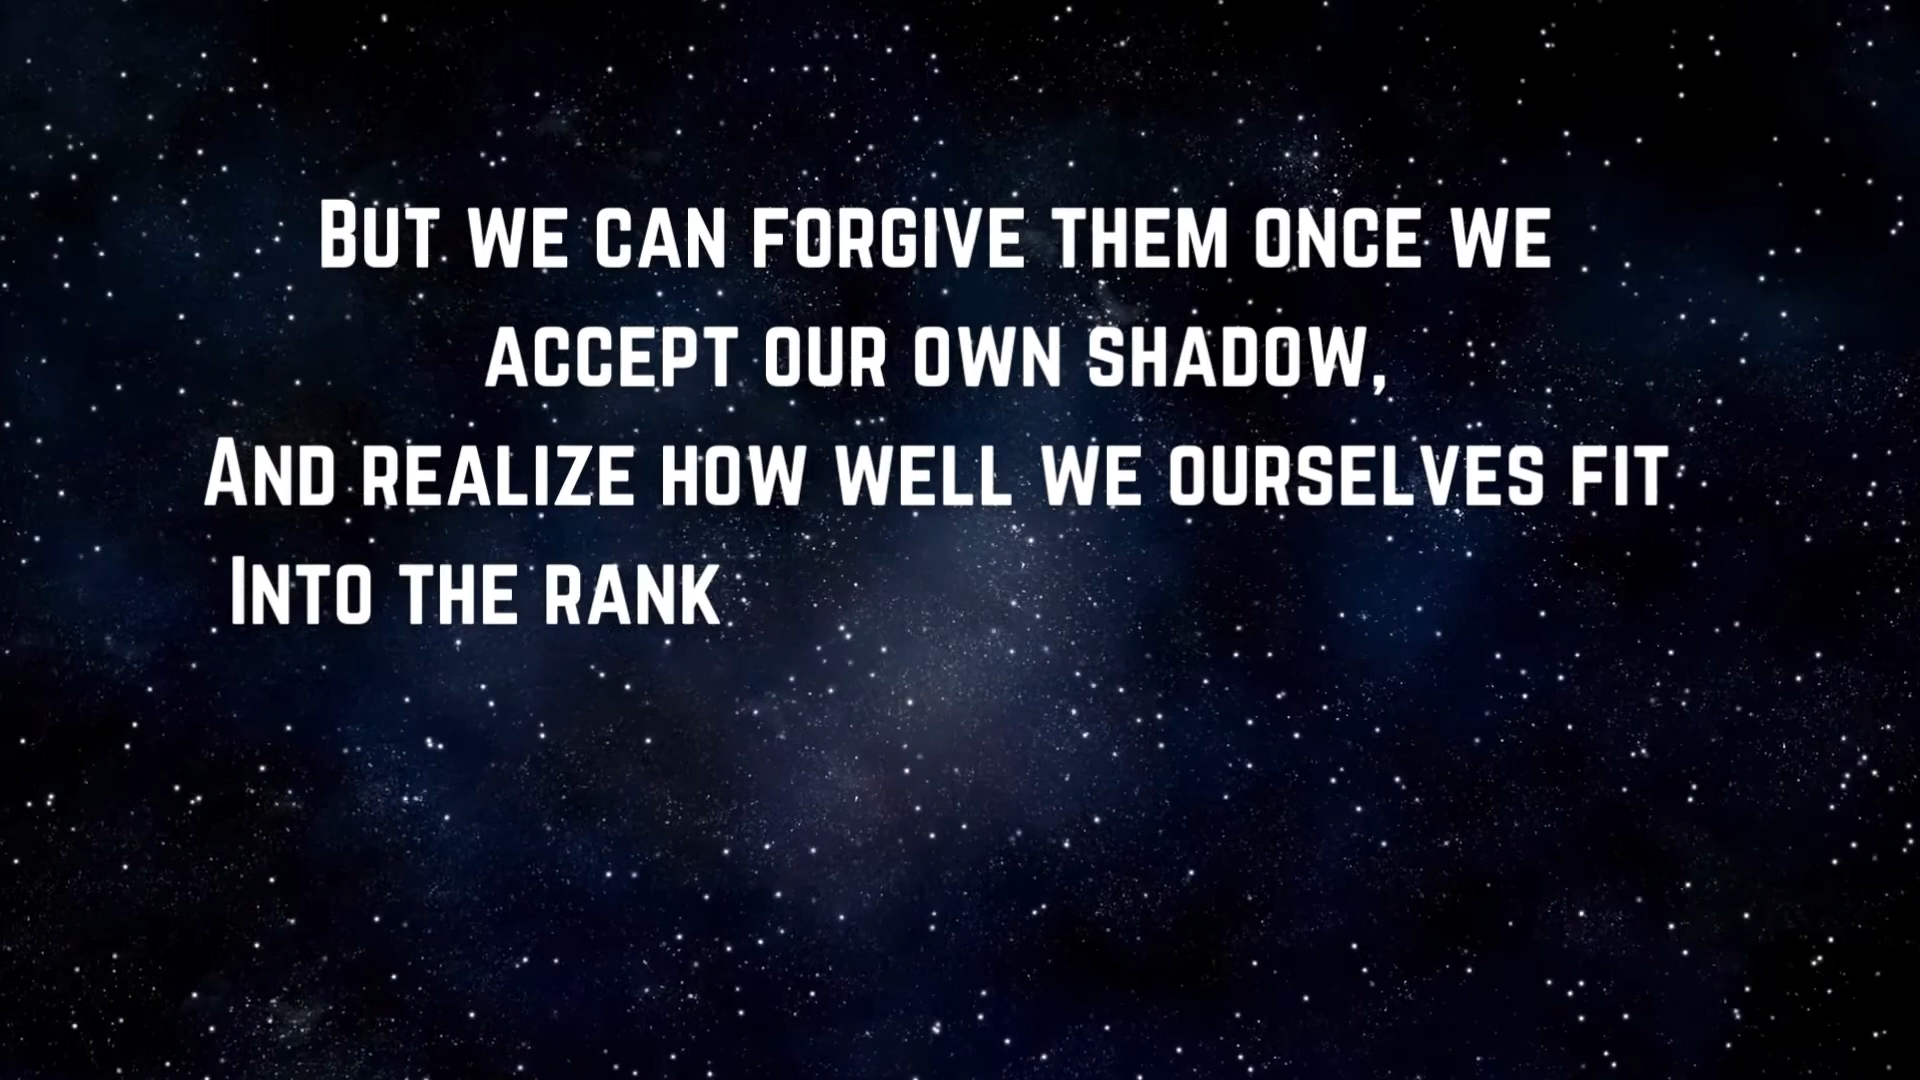 But we can forgive them once we
accept our own shadow,
And realize how well we ourselves fit
Into the rank